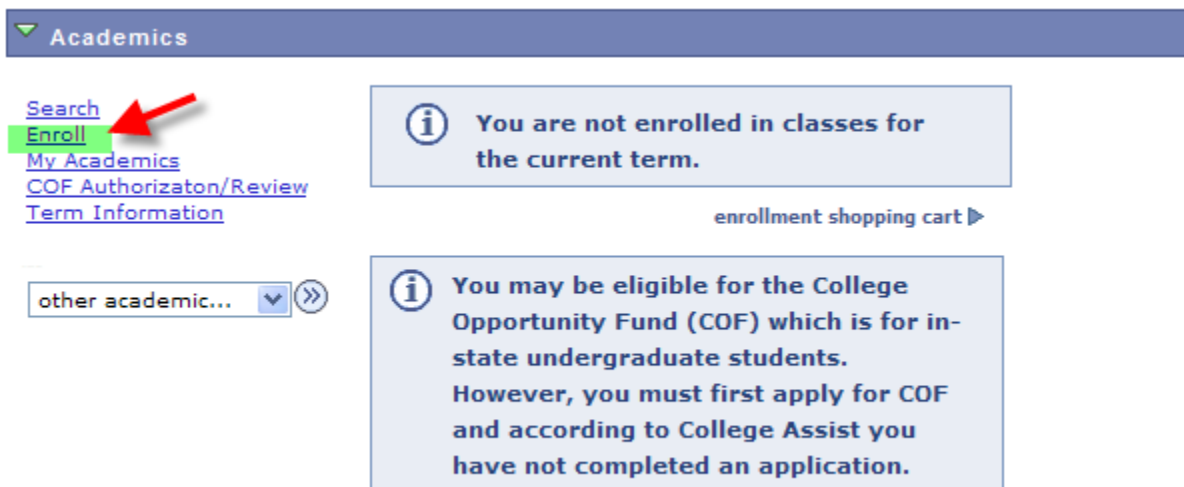 Academics
Search
Enroll
My Academics
COF Authorizaton/Review
Term Information
other academic...
You are not enrolled in classes for
the current term.
enrollment shopping cart
You may be eligible for the College
Opportunity Fund (COF) which is for in-
state undergraduate students.
However, you must first apply for COF
and according to College Assist you
have not completed an application.